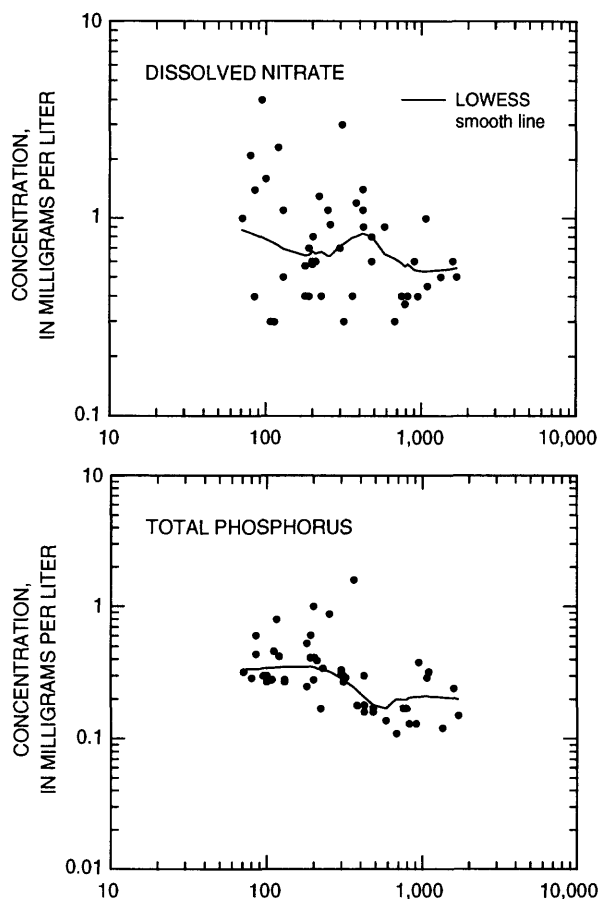 10
DISSOLVED NITRATE
LOWESS
smooth line
CONCENTRATION,
IN MILLIGRAMS PER LITER
1
0.1
10 100 1,000 10,000
10
TOTAL PHOSPHORUS
CONCENTRATION,
IN MILLIGRAMS PER LITER
1
0.1
0.01
10 100 1,000 10,000